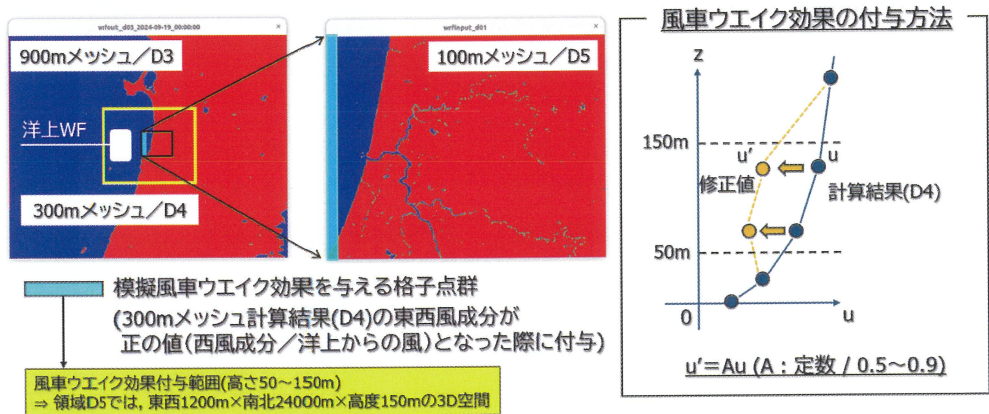 wrfout_d03_2024-09-19_00:00:00
×
900mメッシュ/D3
洋上WF
300mメッシュ/D4
wrfinput_d01
×
100mメッシュ/D5
模擬風車ウエイク効果を与える格子点群
(300mメッシュ計算結果(D4)の東西風成分が
正の値(西風成分/洋上からの風)となった際に付与)
風車ウエイク効果付与範囲(高さ50~150m)
⇒ 領域D5では, 東西1200m×南北24000m×高度150mの3D空間
風車ウエイク効果の付与方法
z
150m
u'
u
修正値
計算結果(D4)
50m
0
u
u'=Au (A:定数 / 0.5~0.9)